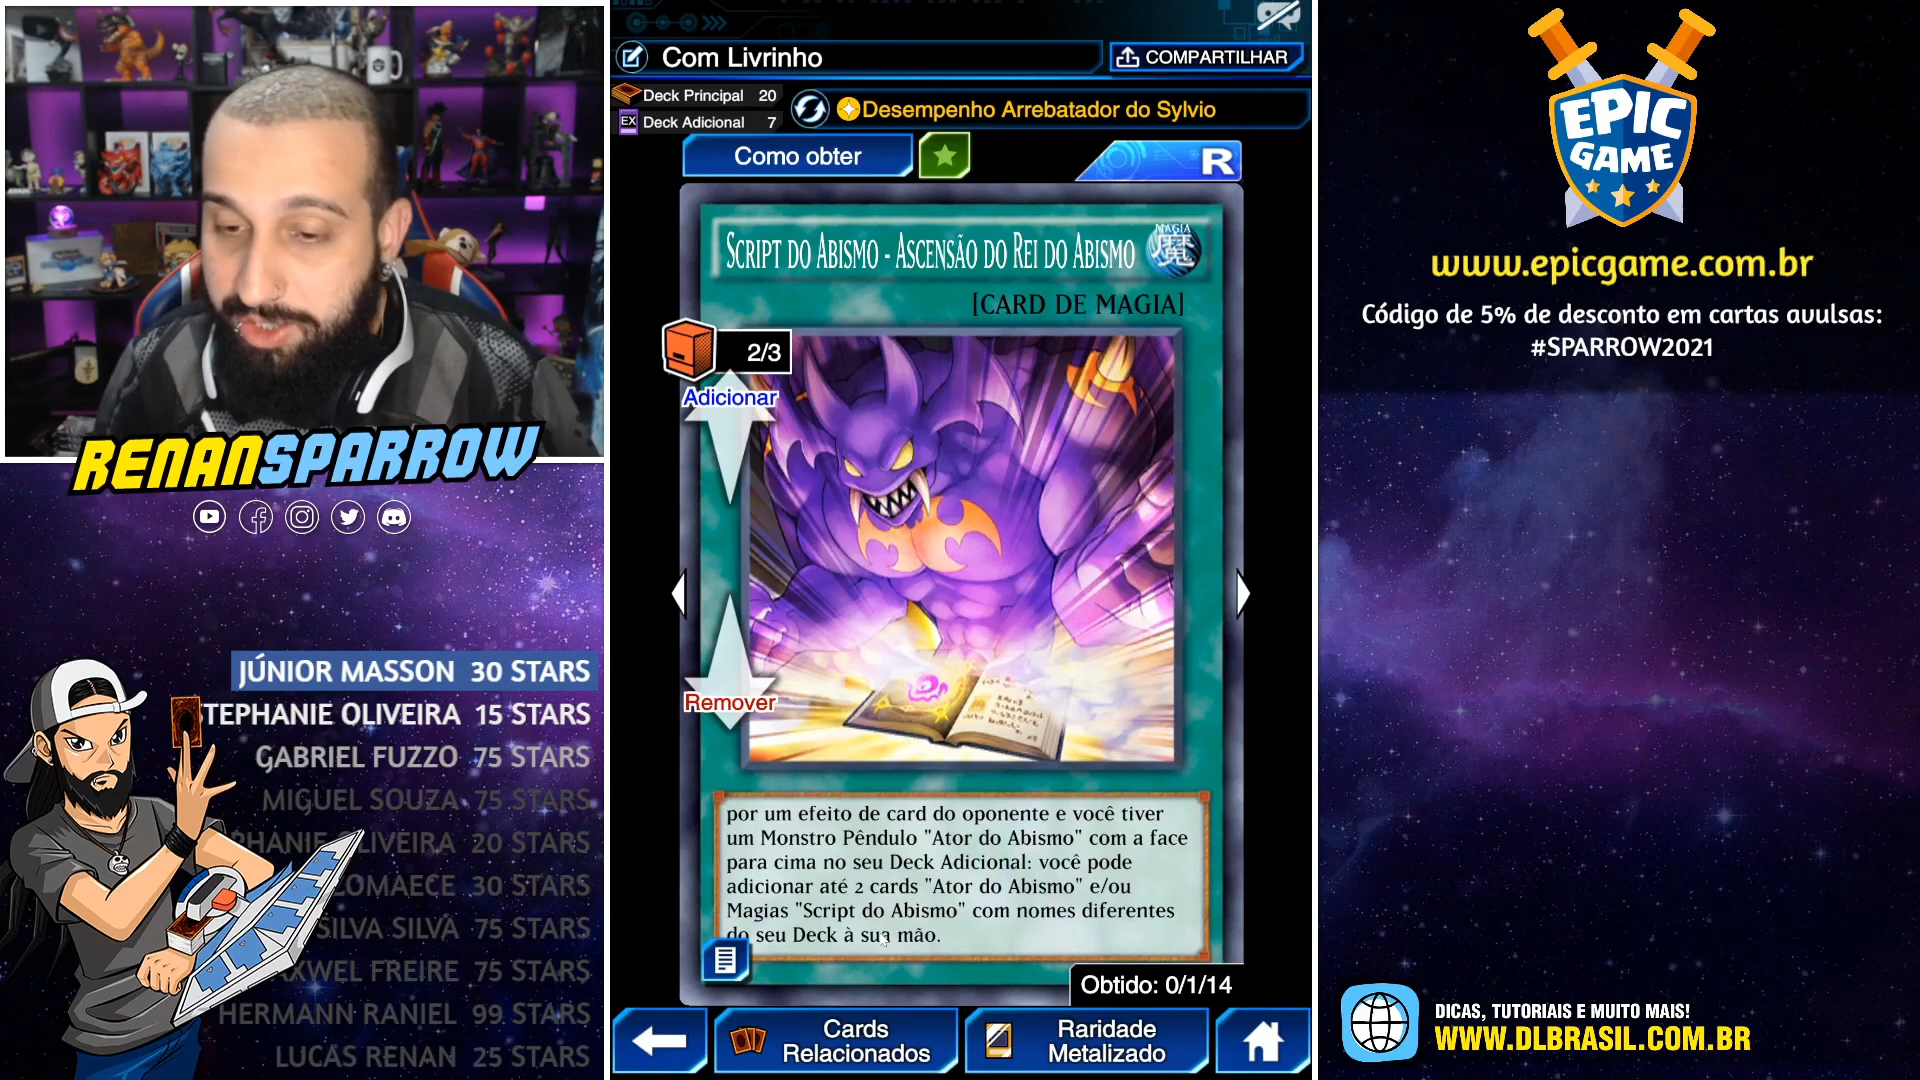 RENANSPARROW
JÚNIOR MASSON 30 STARS
STEPHANIE OLIVEIRA 15 STARS
GABRIEL FUZZO 75 STARS
MIGUEL SOUZA 75 STARS
PHANIE OLIVEIRA 20 STARS
COMAECE 30 STARS
SILVA SILVA 75 STARS
AXWEL FREIRE 75 STARS
HERMANN RANIEL 99 STARS
LUCAS RENAN 25 STARS
Com Livrinho
COMPARTILHAR
Deck Principal 20
EX Deck Adicional 7
Desempenho Arrebatador do Sylvio
Como obter
R
SCRIPT DO ABISMO - ASCENSÃO DO REI DO ABISMO
MAGIA
魔
[CARD DE MAGIA]
2/3
Adicionar
Remover
por um efeito de card do oponente e você tiver
um Monstro Pêndulo "Ator do Abismo" com a face
para cima no seu Deck Adicional: você pode
adicionar até 2 cards "Ator do Abismo" e/ou
Magias "Script do Abismo" com nomes diferentes
do seu Deck à sua mão.
Obtido: 0/1/14
Cards
Relacionados
Raridade
Metalizado
EPIC
GAME
www.epicgame.com.br
Código de 5% de desconto em cartas avulsas:
#SPARROW2021
DICAS, TUTORIAIS E MUITO MAIS!
WWW.DLBRASIL.COM.BR